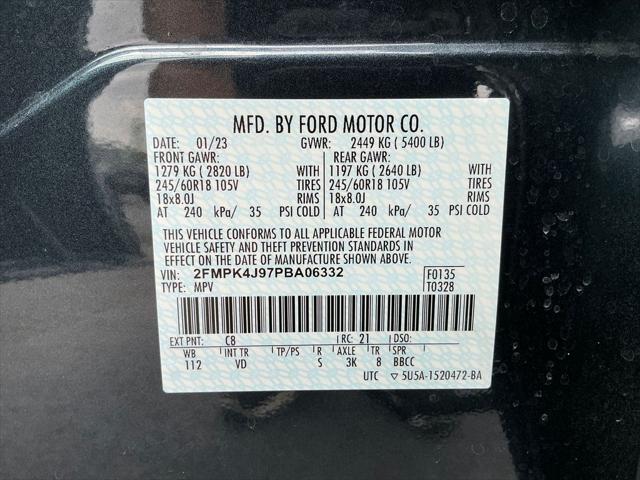 MFD. BY FORD MOTOR CO.
DATE: 01/23 GVWR: 2449 KG ( 5400 LB)
FRONT GAWR: REAR GAWR:
1279 KG ( 2820 LB) WITH 1197 KG ( 2640 LB) WITH
245/60R18 105V TIRES 245/60R18 105V TIRES
18x8.0J RIMS 18x8.0J RIMS
AT 240 kPa/ 35 PSI COLD AT 240 kPa/ 35 PSI COLD
THIS VEHICLE CONFORMS TO ALL APPLICABLE FEDERAL MOTOR
VEHICLE SAFETY AND THEFT PREVENTION STANDARDS IN
EFFECT ON THE DATE OF MANUFACTURE SHOWN ABOVE.
VIN: 2FMPK4J97PBA06332 F0135
TYPE: MPV T0328
EXT PNT: C8 RC: 21 DSO:
WB INT TR TP/PS R AXLE TR SPR
112 VD S 3K 8 BBCC
UTC ▽ 5U5A-1520472-BA